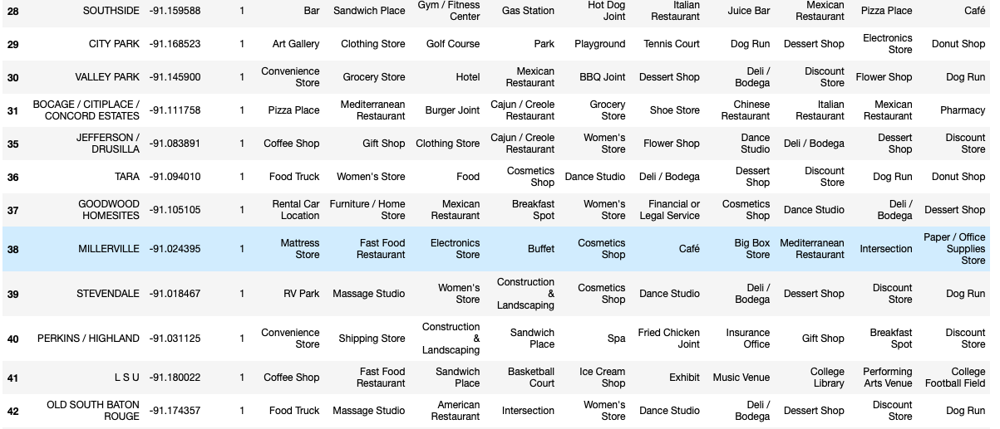 28 SOUTHSIDE -91.159588 1 Bar Sandwich Place Gym / Fitness Center Gas Station Hot Dog Joint Italian Restaurant Juice Bar Mexican Restaurant Pizza Place Café
29 CITY PARK -91.168523 1 Art Gallery Clothing Store Golf Course Park Playground Tennis Court Dog Run Dessert Shop Electronics Store Donut Shop
30 VALLEY PARK -91.145900 1 Convenience Store Grocery Store Hotel Mexican Restaurant BBQ Joint Dessert Shop Deli / Bodega Discount Store Flower Shop Dog Run
31 BOCAGE / CITIPLACE / CONCORD ESTATES -91.111758 1 Pizza Place Mediterranean Restaurant Burger Joint Cajun / Creole Restaurant Grocery Store Shoe Store Chinese Restaurant Italian Restaurant Mexican Restaurant Pharmacy
35 JEFFERSON / DRUSILLA -91.083891 1 Coffee Shop Gift Shop Clothing Store Cajun / Creole Restaurant Women's Store Flower Shop Dance Studio Deli / Bodega Dessert Shop Discount Store
36 TARA -91.094010 1 Food Truck Women's Store Food Cosmetics Shop Dance Studio Deli / Bodega Dessert Shop Discount Store Dog Run Donut Shop
37 GOODWOOD HOMESITES -91.105105 1 Rental Car Location Furniture / Home Store Mexican Restaurant Breakfast Spot Women's Store Financial or Legal Service Cosmetics Shop Dance Studio Deli / Bodega Dessert Shop
38 MILLERVILLE -91.024395 1 Mattress Store Fast Food Restaurant Electronics Store Buffet Cosmetics Shop Café Big Box Store Mediterranean Restaurant Intersection Paper / Office Supplies Store
39 STEVENDALE -91.018467 1 RV Park Massage Studio Women's Store Construction & Landscaping Cosmetics Shop Dance Studio Deli / Bodega Dessert Shop Discount Store Dog Run
40 PERKINS / HIGHLAND -91.031125 1 Convenience Store Shipping Store Construction & Landscaping Sandwich Place Spa Fried Chicken Joint Insurance Office Gift Shop Breakfast Spot Discount Store
41 L S U -91.180022 1 Coffee Shop Fast Food Restaurant Sandwich Place Basketball Court Ice Cream Shop Exhibit Music Venue College Library Performing Arts Venue College Football Field
42 OLD SOUTH BATON ROUGE -91.174357 1 Food Truck Massage Studio American Restaurant Intersection Women's Store Dance Studio Deli / Bodega Dessert Shop Discount Store Dog Run